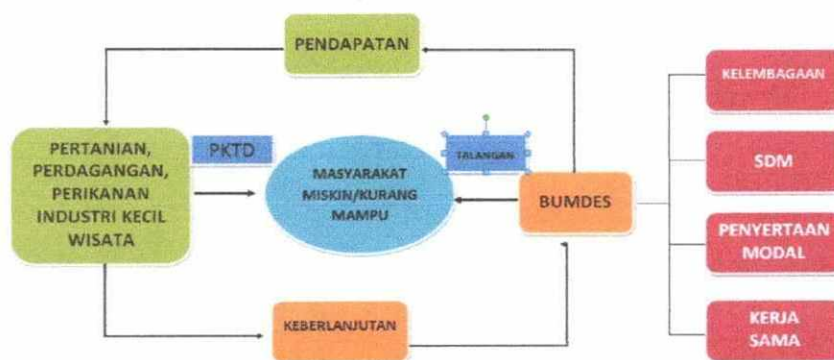 PENDAPATAN
KELEMBAGAAN
PERTANIAN,
PERDAGANGAN,
PERIKANAN
INDUSTRI KECIL
WISATA
PKTD
MASYARAKAT
MISKIN/KURANG
MAMPU
TALANGAN
BUMDES
SDM
PENYERTAAN
MODAL
KEBERLANJUTAN
KERJA
SAMA